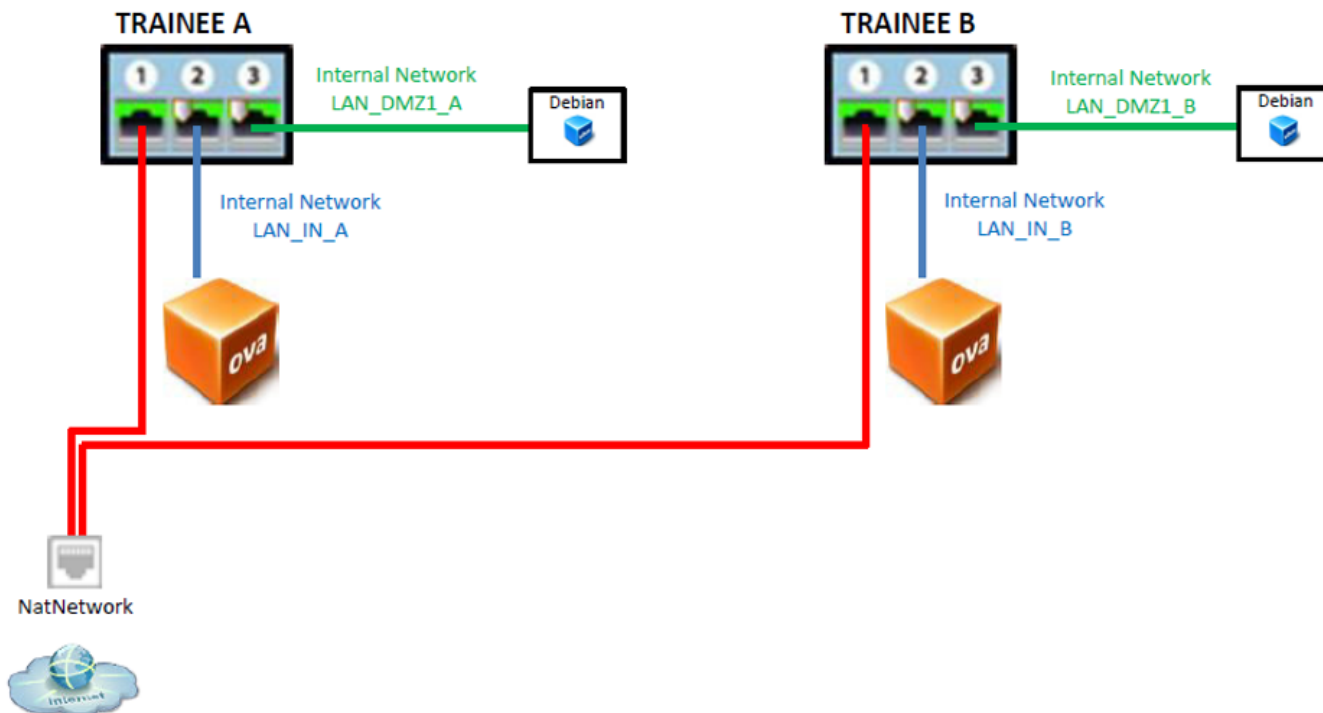 TRAINEE A
1 2 3
Internal Network
LAN_DMZ1_A
Debian
Internal Network
LAN_IN_A
ova
TRAINEE B
1 2 3
Internal Network
LAN_DMZ1_B
Debian
Internal Network
LAN_IN_B
ova
NatNetwork
Internet